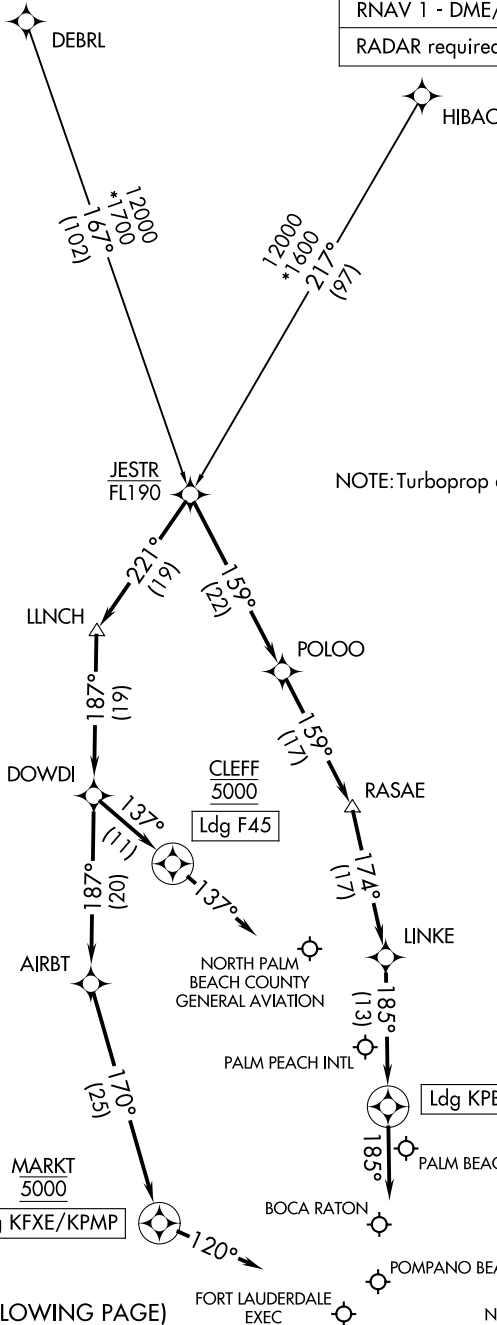 RNAV 1 - DME/
RADAR required
DEBRL
HIBAC
12000
*1700
167°
(102)
12000
*1600
217°
(97)
JESTR
FL190
NOTE: Turboprop
221°
(19)
159°
(22)
LLNCH
POLOO
187°
(19)
159°
(17)
DOWDI
CLEFF
5000
Ldg F45
RASAE
137°
(11)
187°
(20)
137°
174°
(17)
LINKE
AIRBT
NORTH PALM
BEACH COUNTY
GENERAL AVIATION
185°
(13)
PALM PEACH INTL
170°
(25)
Ldg KPB
185°
PALM BEAC
MARKT
5000
KFXE/KPMP
120°
BOCA RATON
POMPANO BEA
LOWING PAGE)
FORT LAUDERDALE
EXEC
N